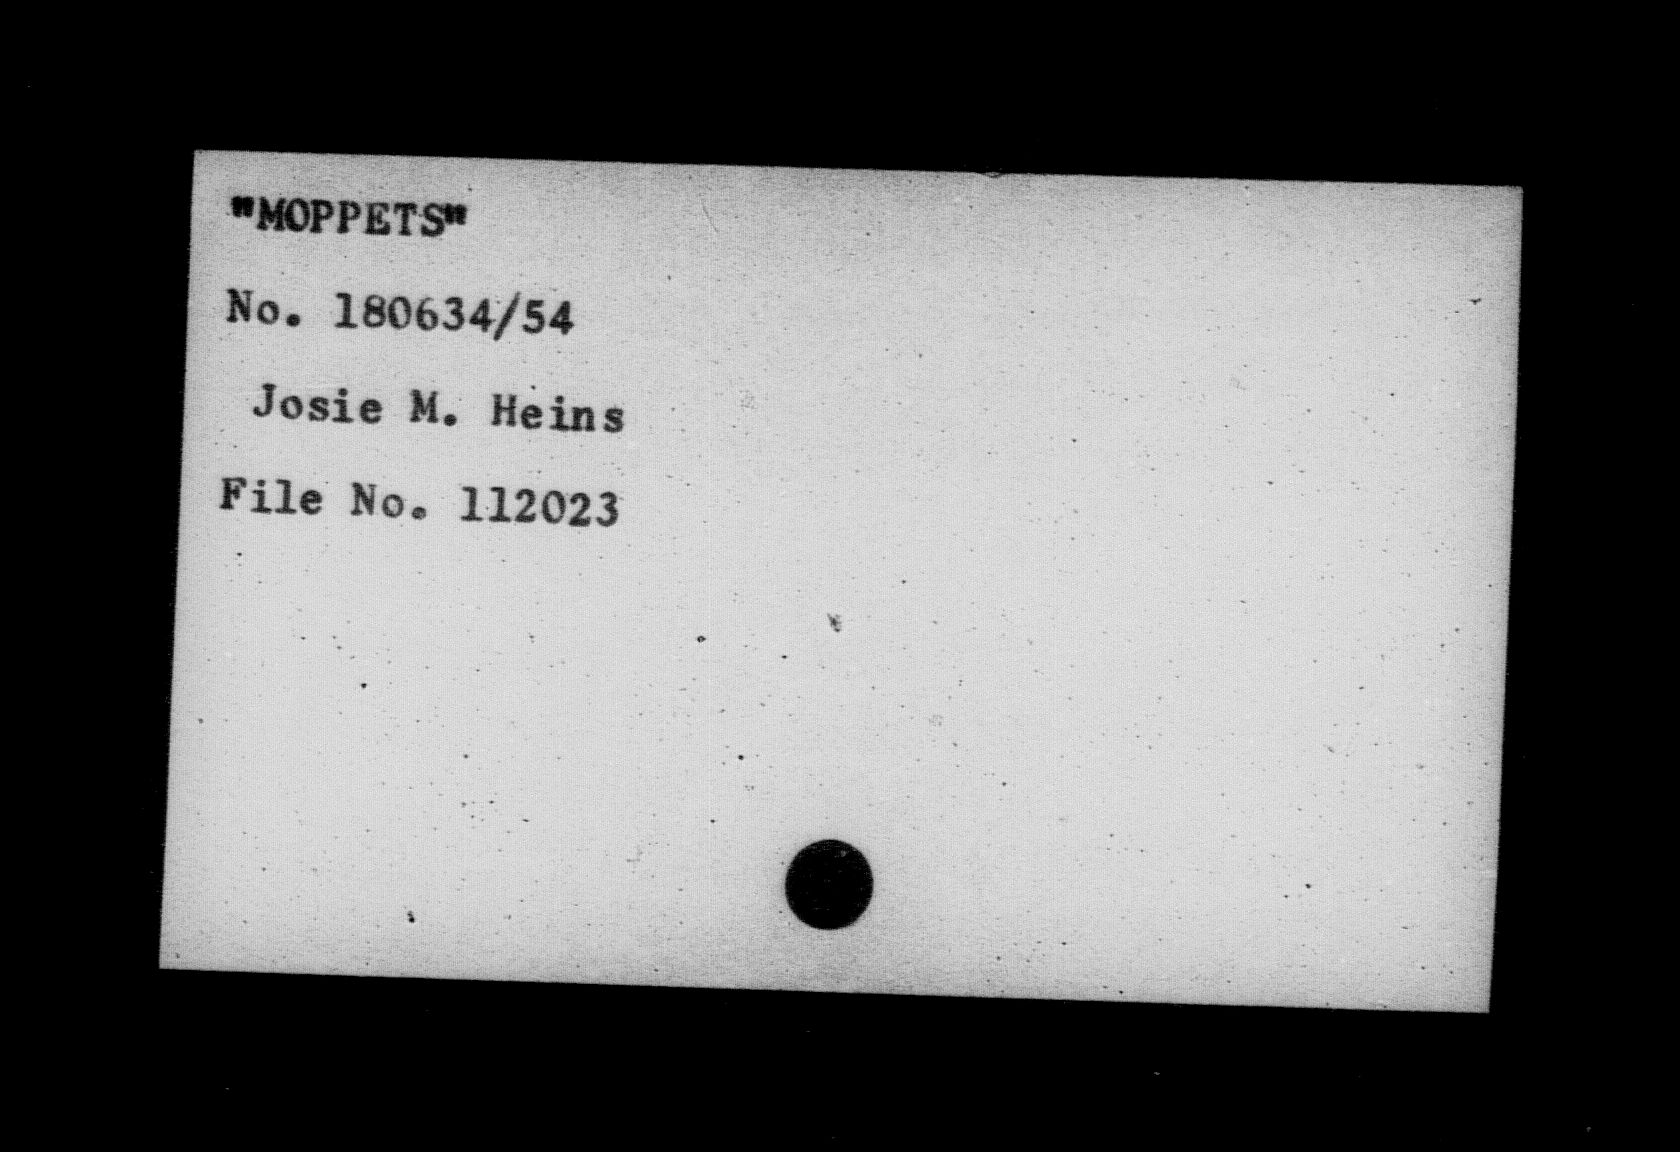 "MOPPETS"
No. 180634/54
Josie M. Heins
File No. 112023